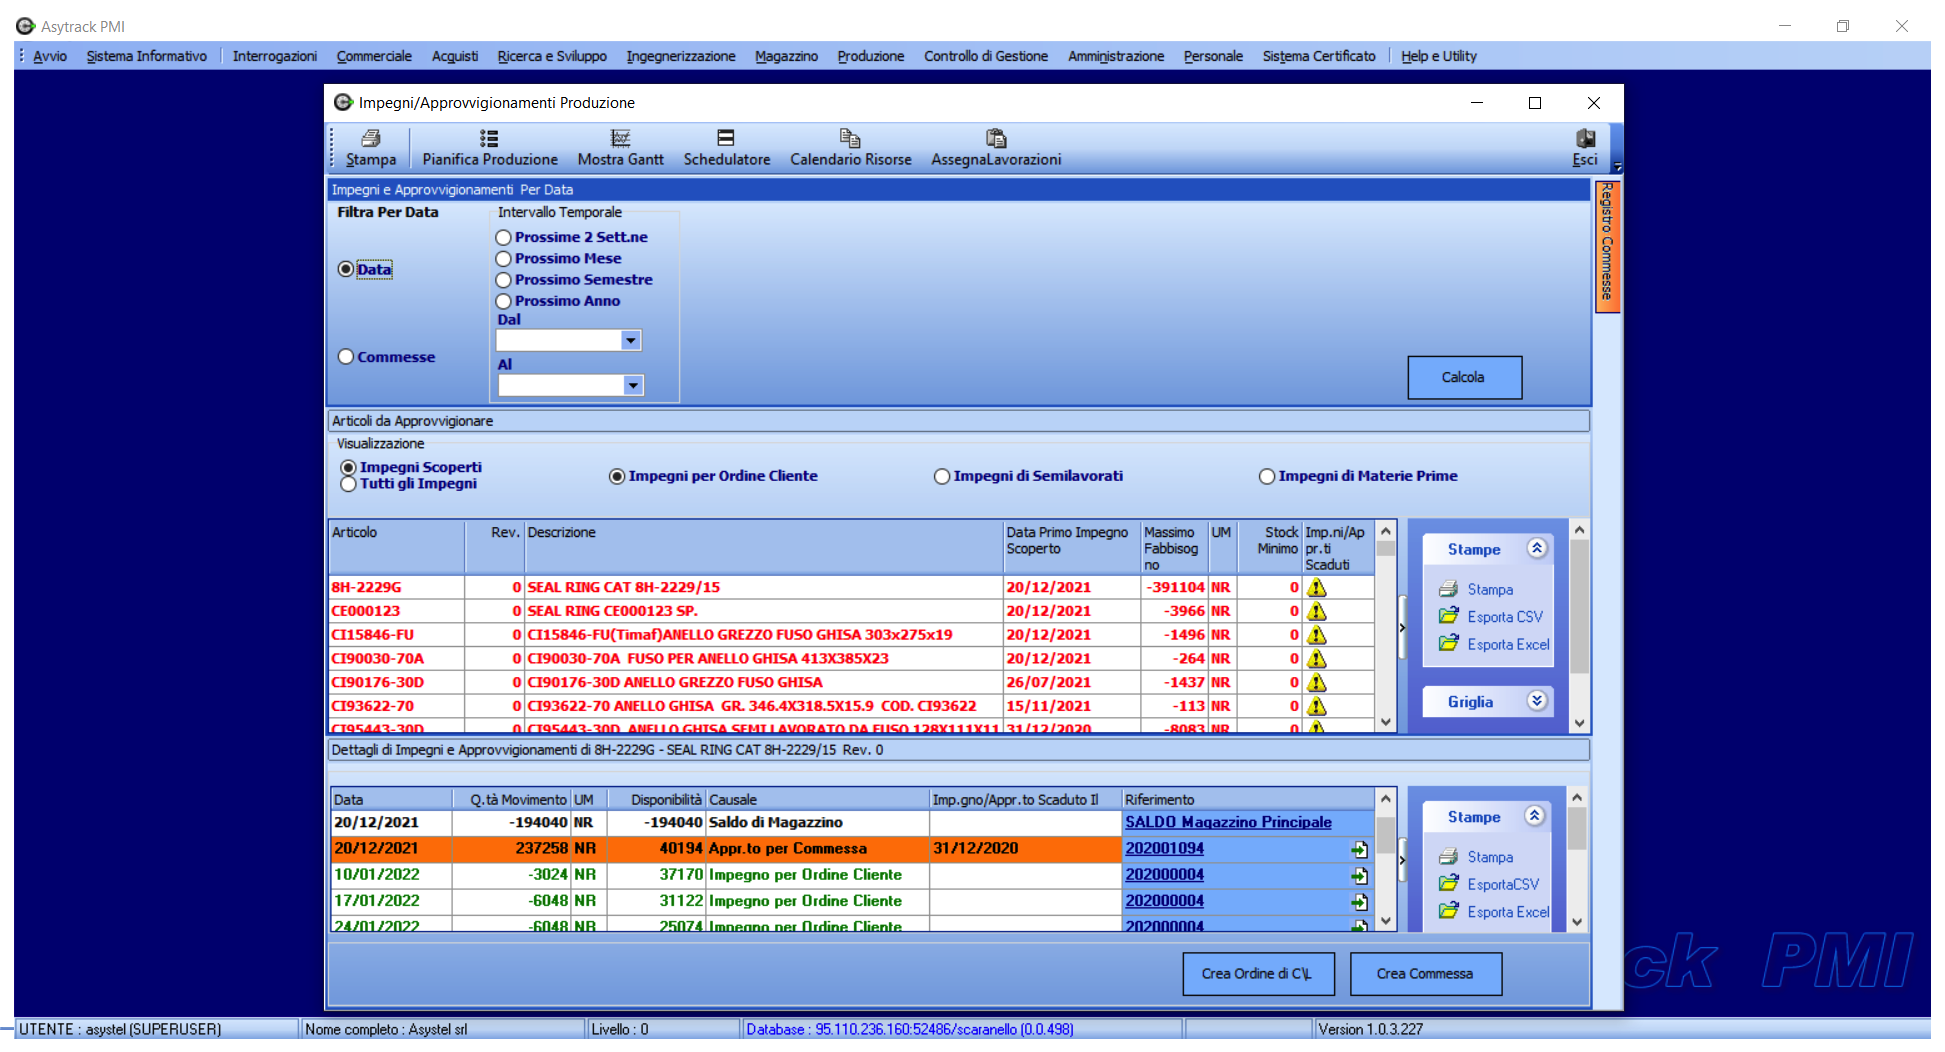 Asytrack PMI
Avvio Sistema Informativo Interrogazioni Commerciale Acquisti Ricerca e Sviluppo Ingegnerizzazione Magazzino Produzione Controllo di Gestione Amministrazione Personale Sistema Certificato Help e Utility
Impegni/Approvvigionamenti Produzione
Stampa Pianifica Produzione Mostra Gantt Schedulatore Calendario Risorse AssegnaLavorazioni Esci
Impegni e Approvvigionamenti Per Data
Registro Commesse
Filtra Per Data Intervallo Temporale
Prossime 2 Sett.ne
Prossimo Mese
Data
Prossimo Semestre
Prossimo Anno
Dal
Commesse
Al
Calcola
Articoli da Approvvigionare
Visualizzazione
Impegni Scoperti
Tutti gli Impegni
Impegni per Ordine Cliente Impegni di Semilavorati Impegni di Materie Prime
Articolo Rev. Descrizione Data Primo Impegno Scoperto Massimo Fabbisog no UM Stock Minimo Imp.ni/Ap pr.ti Scaduti
8H-2229G 0 SEAL RING CAT 8H-2229/15 20/12/2021 -391104 NR 0
CE000123 0 SEAL RING CE000123 SP. 20/12/2021 -3966 NR 0
CI15846-FU 0 CI15846-FU(Timaf)ANELLO GREZZO FUSO GHISA 303x275x19 20/12/2021 -1496 NR 0
CI90030-70A 0 CI90030-70A FUSO PER ANELLO GHISA 413X385X23 20/12/2021 -264 NR 0
CI90176-30D 0 CI90176-30D ANELLO GREZZO FUSO GHISA 26/07/2021 -1437 NR 0
CI93622-70 0 CI93622-70 ANELLO GHISA GR. 346.4X318.5X15.9 COD. CI93622 15/11/2021 -113 NR 0
CI95443-30D 0 CI95443-30D ANELLO GHISA SEMILAVORATO DA FUSO 128X111X11 31/12/2020 -8083 NR 0
Stampe
Stampa
Esporta CSV
Esporta Excel
Griglia
Dettagli di Impegni e Approvvigionamenti di 8H-2229G - SEAL RING CAT 8H-2229/15 Rev. 0
Data Q.tà Movimento UM Disponibilità Causale Imp.gno/Appr.to Scaduto Il Riferimento
20/12/2021 -194040 NR -194040 Saldo di Magazzino SALDO Magazzino Principale
20/12/2021 237258 NR 40194 Appr.to per Commessa 31/12/2020 202001094
10/01/2022 -3024 NR 37170 Impegno per Ordine Cliente 202000004
17/01/2022 -6048 NR 31122 Impegno per Ordine Cliente 202000004
24/01/2022 -6048 NR 25074 Impegno per Ordine Cliente 202000004
Stampe
Stampa
EsportaCSV
Esporta Excel
Crea Ordine di C\L Crea Commessa
ck PMI
UTENTE : asystel (SUPERUSER) Nome completo : Asystel srl Livello : 0 Database : 95.110.236.160:52486/scaranello (0.0.498) Version 1.0.3.227